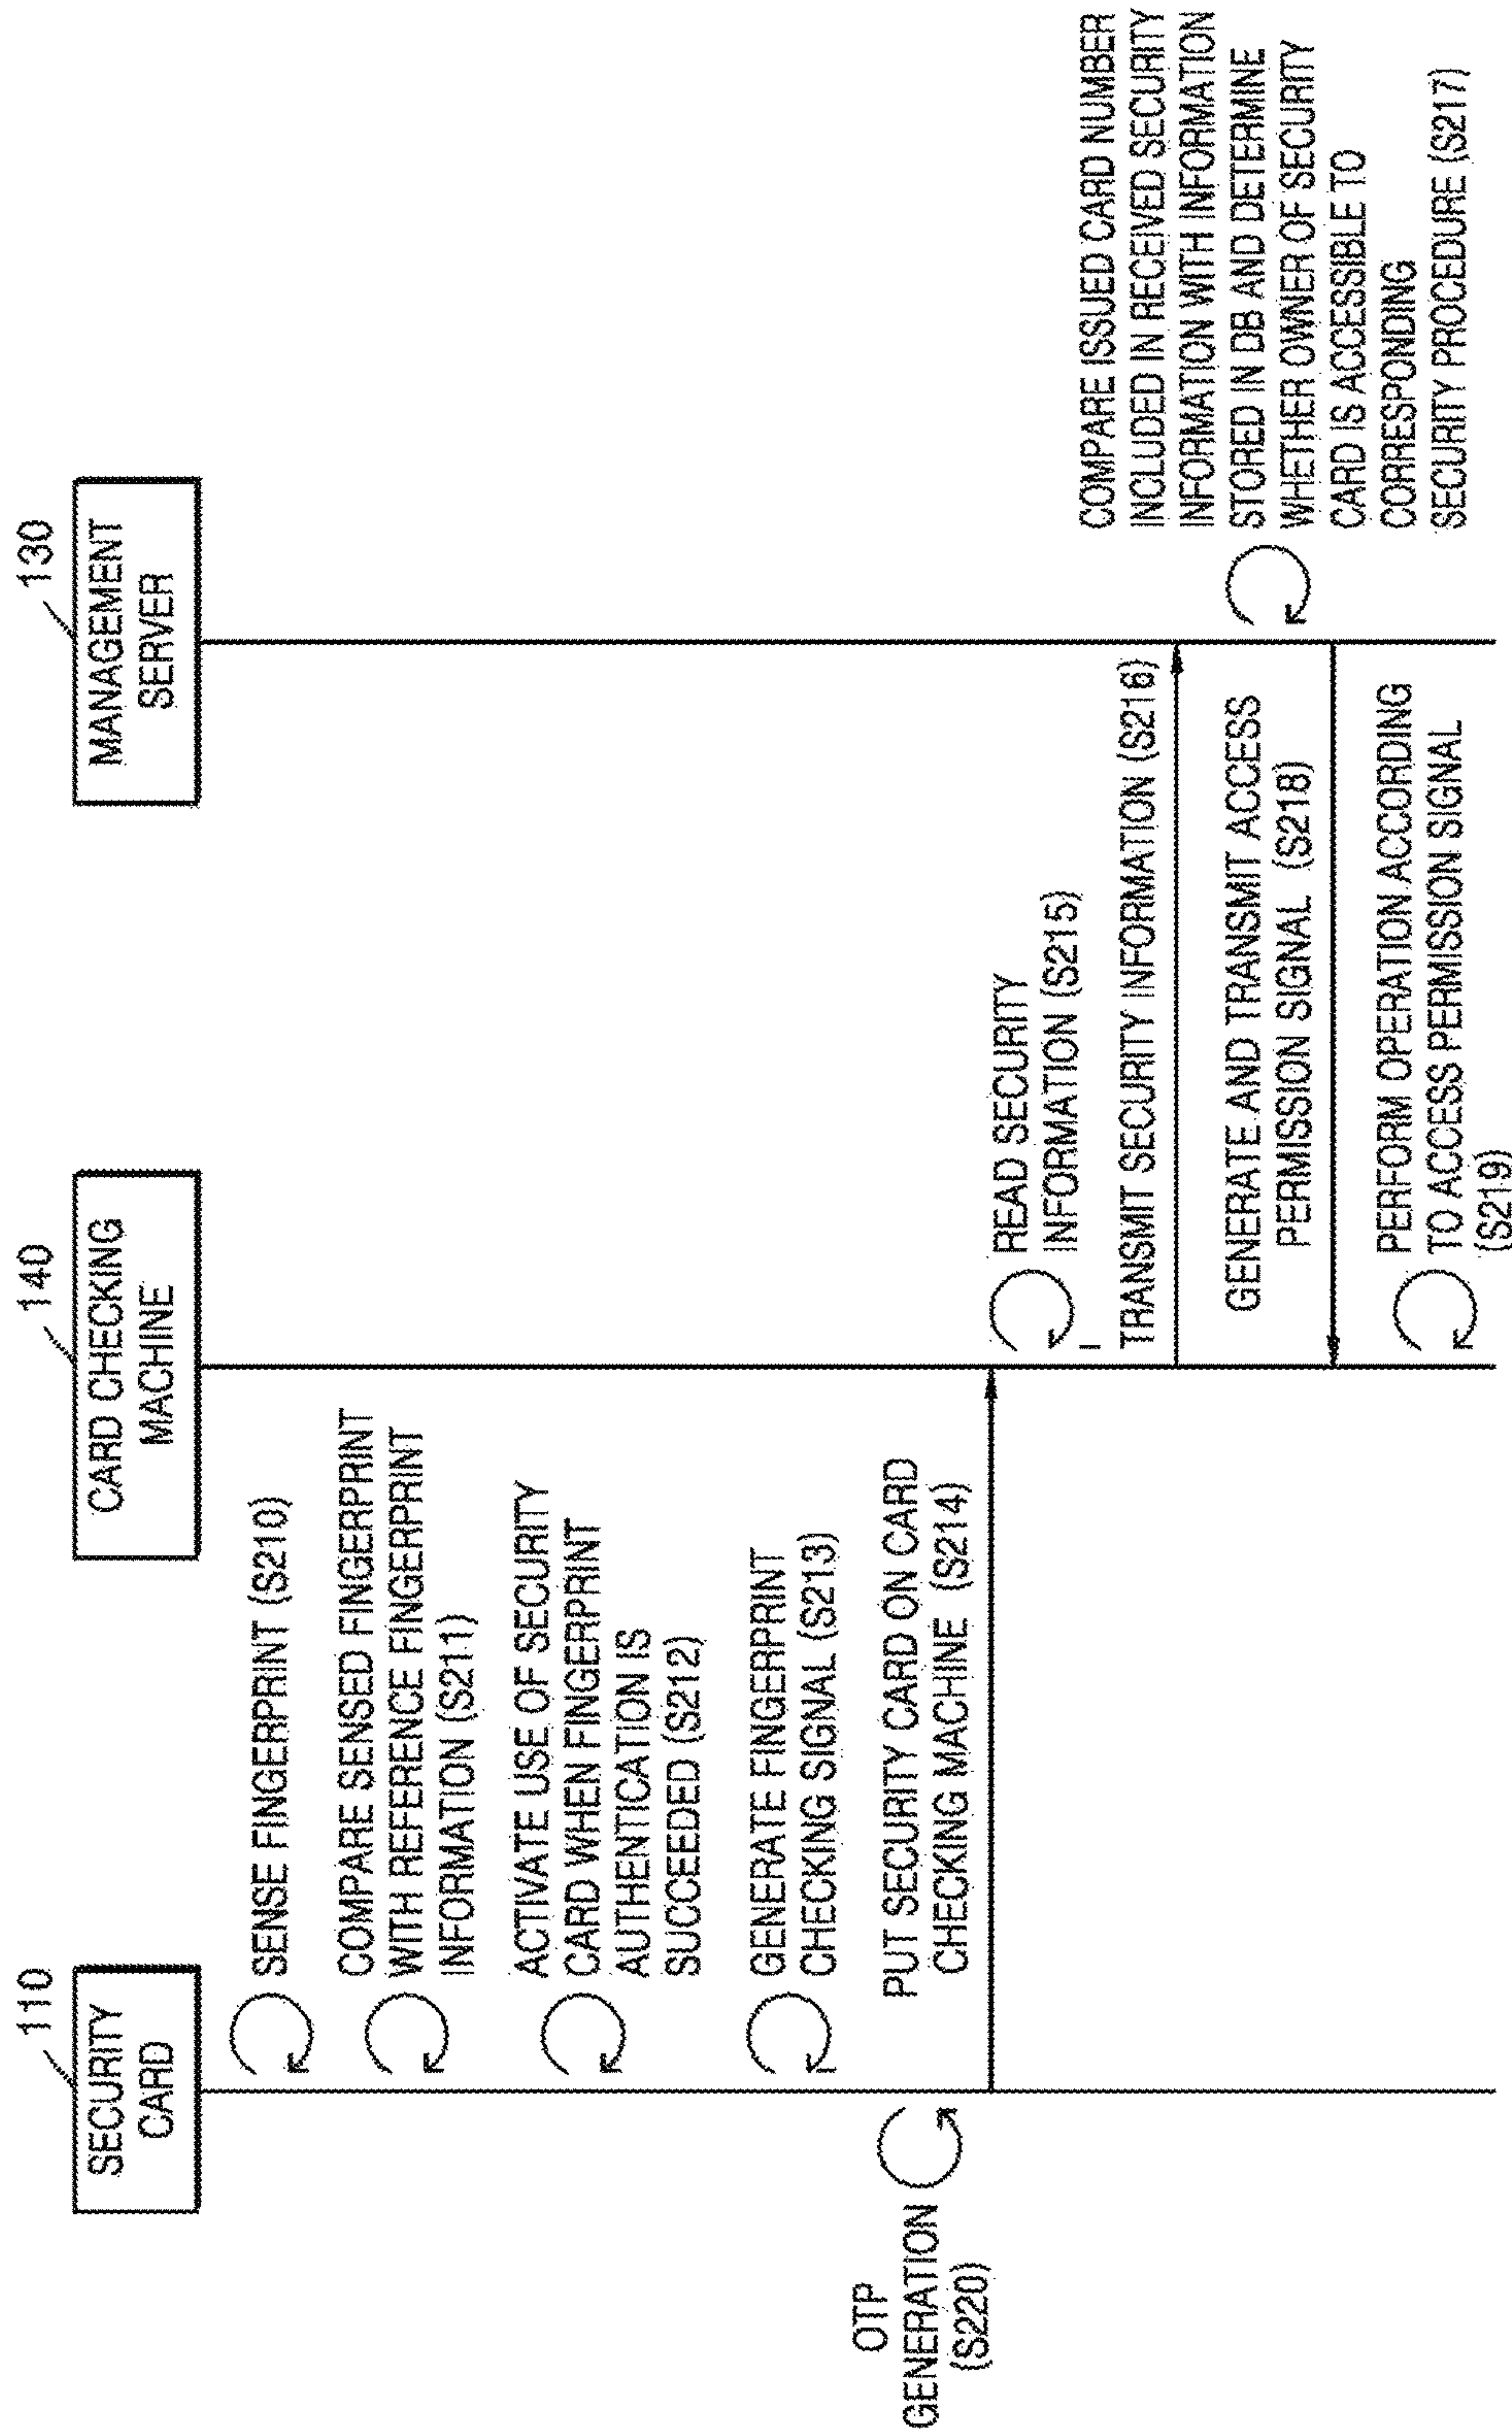 110
SECURITY
CARD
140
CARD CHECKING
MACHINE
130
MANAGEMENT
SERVER
SENSE FINGERPRINT (S210)
COMPARE SENSED FINGERPRINT
WITH REFERENCE FINGERPRINT
INFORMATION (S211)
ACTIVATE USE OF SECURITY
CARD WHEN FINGERPRINT
AUTHENTICATION IS
SUCCEEDED (S212)
GENERATE FINGERPRINT
CHECKING SIGNAL (S213)
OTP
GENERATION
(S220)
PUT SECURITY CARD ON CARD
CHECKING MACHINE (S214)
READ SECURITY
INFORMATION (S215)
TRANSMIT SECURITY INFORMATION (S216)
COMPARE ISSUED CARD NUMBER
INCLUDED IN RECEIVED SECURITY
INFORMATION WITH INFORMATION
STORED IN DB AND DETERMINE
WHETHER OWNER OF SECURITY
CARD IS ACCESSIBLE TO
CORRESPONDING
SECURITY PROCEDURE (S217)
GENERATE AND TRANSMIT ACCESS
PERMISSION SIGNAL (S218)
PERFORM OPERATION ACCORDING
TO ACCESS PERMISSION SIGNAL
(S219)